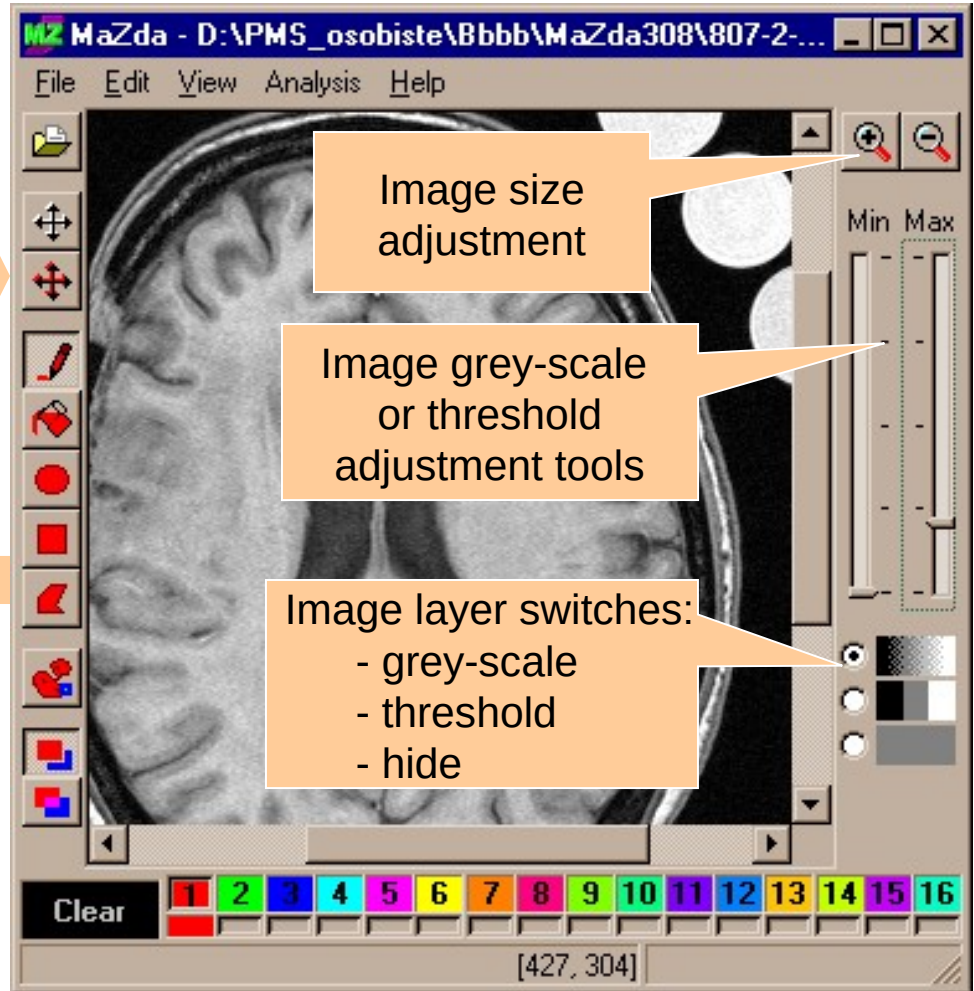 MZ MaZda - D:\PMS_osobiste\Bbbb\MaZda308\807-2-...
File Edit View Analysis Help
Image size
adjustment
Min Max
Image grey-scale
or threshold
adjustment tools
Image layer switches:
- grey-scale
- threshold
- hide
Clear 1 2 3 4 5 6 7 8 9 10 11 12 13 14 15 16
[427, 304]